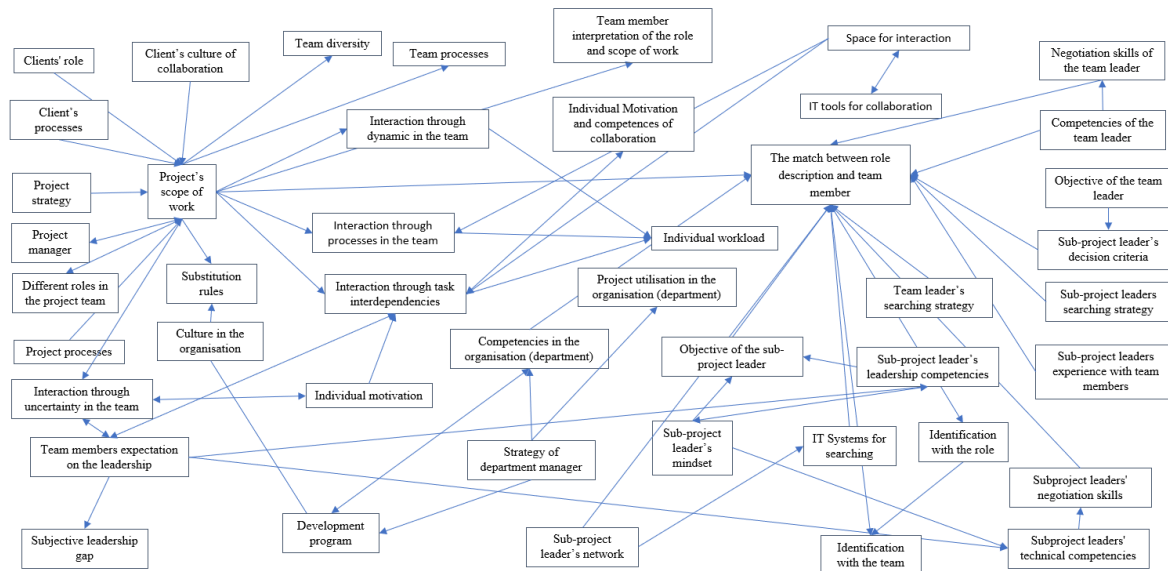 Clients' role
Client's culture of
collaboration
Team diversity
Team processes
Team member
interpretation of the role
and scope of work
Space for interaction
Negotiation skills
of the team leader
Client's
processes
Interaction through
dynamic in the team
Individual Motivation
and competences of
collaboration
IT tools for collaboration
Competencies of the
team leader
Project
strategy
Project's
scope of
work
The match between role
description and team
member
Objective of the team
leader
Project
manager
Interaction through
processes in the team
Individual workload
Sub-project leader's
decision criteria
Different roles in
the project team
Substitution
rules
Interaction through task
interdependencies
Project utilisation in the
organisation (department)
Team leader's
searching strategy
Sub-project leaders
searching strategy
Project processes
Culture in the
organisation
Competencies in the
organisation (department)
Objective of the sub-
project leader
Sub-project leader's
leadership competencies
Sub-project leaders
experience with team
members
Interaction through
uncertainty in the team
Individual motivation
Team members expectation
on the leadership
Strategy of
department manager
Sub-project
leader's
mindset
IT Systems for
searching
Identification
with the role
Subproject leaders'
negotiation skills
Subjective leadership
gap
Development
program
Sub-project
leader's network
Identification
with the team
Subproject leaders'
technical competencies